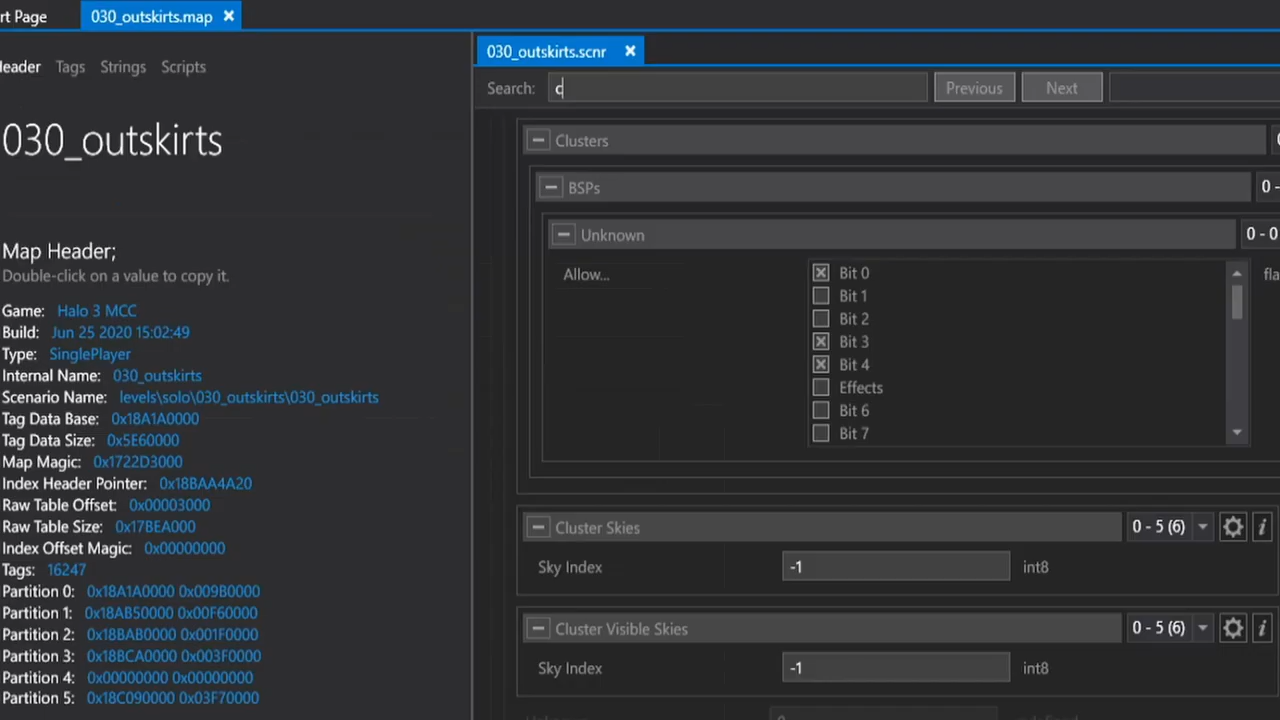 rt Page
030_outskirts.map
030_outskirts.scnr
Header Tags Strings Scripts
Search: c Previous Next
030_outskirts
Clusters
BSPs 0 -
Unknown 0 - 0
Map Header;
Double-click on a value to copy it.
Allow... Bit 0 fla
Bit 1
Bit 2
Bit 3
Bit 4
Effects
Bit 6
Bit 7
Game: Halo 3 MCC
Build: Jun 25 2020 15:02:49
Type: SinglePlayer
Internal Name: 030_outskirts
Scenario Name: levels\solo\030_outskirts\030_outskirts
Tag Data Base: 0x18A1A0000
Tag Data Size: 0x5E60000
Map Magic: 0x1722D3000
Index Header Pointer: 0x18BAA4A20
Raw Table Offset: 0x00003000
Raw Table Size: 0x17BEA000
Index Offset Magic: 0x00000000
Tags: 16247
Partition 0: 0x18A1A0000 0x009B0000
Partition 1: 0x18AB50000 0x00F60000
Partition 2: 0x18BAB0000 0x001F0000
Partition 3: 0x18BCA0000 0x003F0000
Partition 4: 0x00000000 0x00000000
Partition 5: 0x18C090000 0x03F70000
Cluster Skies 0 - 5 (6) i
Sky Index -1 int8
Cluster Visible Skies 0 - 5 (6) i
Sky Index -1 int8